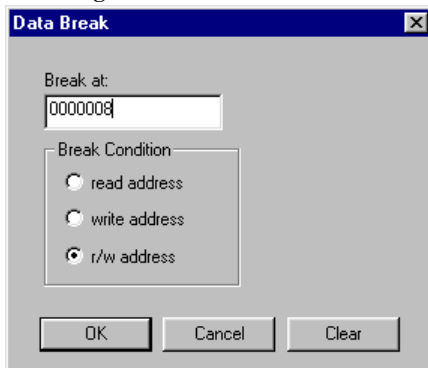 Data Break
Break at:
0000008
Break Condition
read address
write address
r/w address
OK Cancel Clear